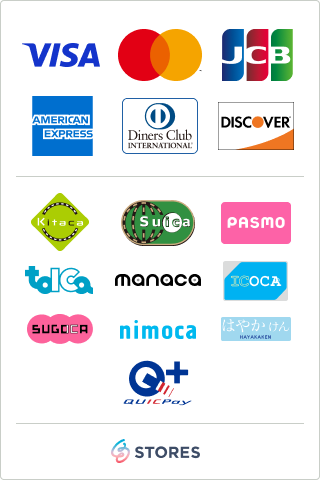 VISA
JCB
AMERICAN
EXPRESS
Diners Club
INTERNATIONAL
DISCOVER
Kitaca
Suica
PASMO
toICa
manaca
ICOCA
SUGOCA
nimoca
はやかけん
HAYAKAKEN
Q+
QUICPay
STORES